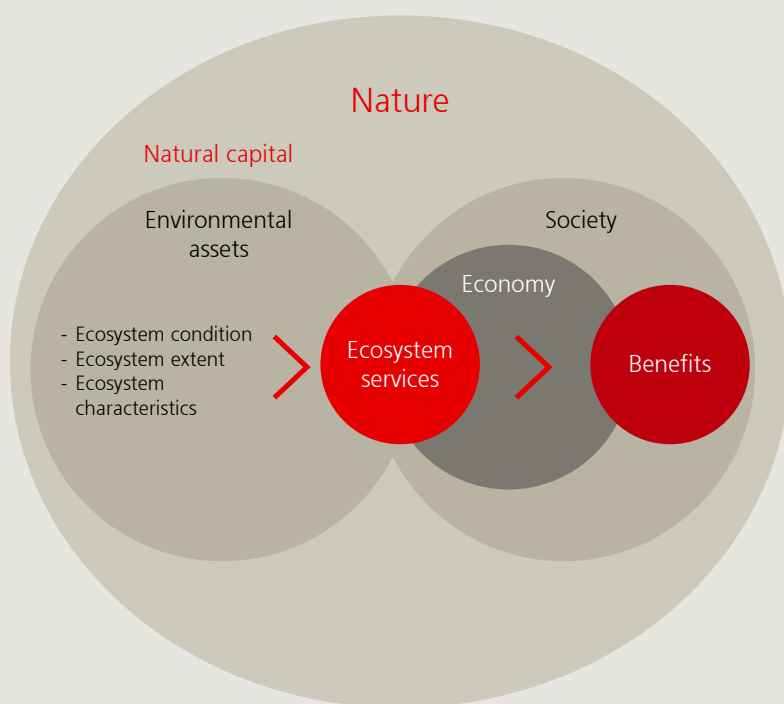 Nature
Natural capital
Environmental
assets
- Ecosystem condition
- Ecosystem extent
- Ecosystem
characteristics
Ecosystem
services
Society
Economy
Benefits